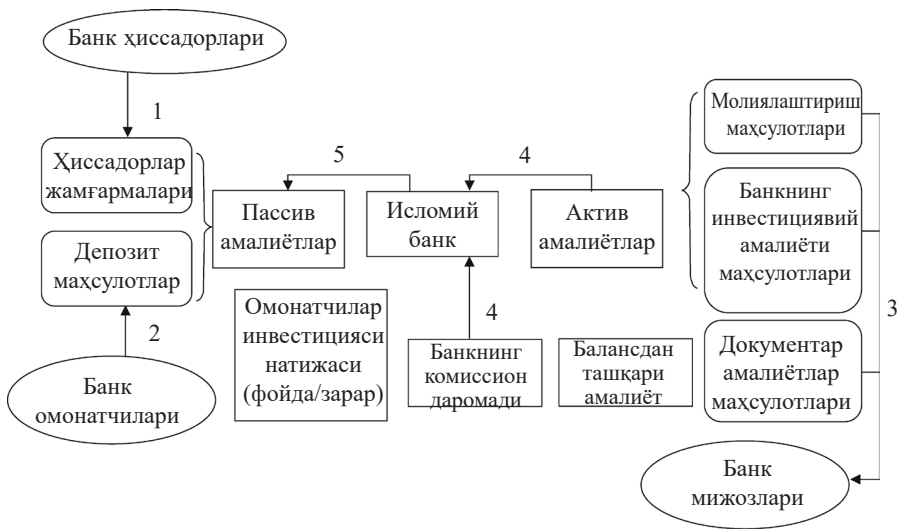 Банк ҳиссадорлари
1
Ҳиссадорлар
жамғармалари
Депозит
маҳсулотлар
2
Банк
омонатчилари
5
Пассив
амалиётлар
Омонатчилар
инвестицияси
натижаси
(фойда/зарар)
Исломий
банк
4
Банкнинг
комиссион
даромади
4
Актив
амалиётлар
Балансдан
ташқари
амалиёт
Молиялаштириш
маҳсулотлари
Банкнинг
инвестициявий
амалиёти
маҳсулотлари
Документар
амалиётлар
маҳсулотлари
3
Банк
мижозлари